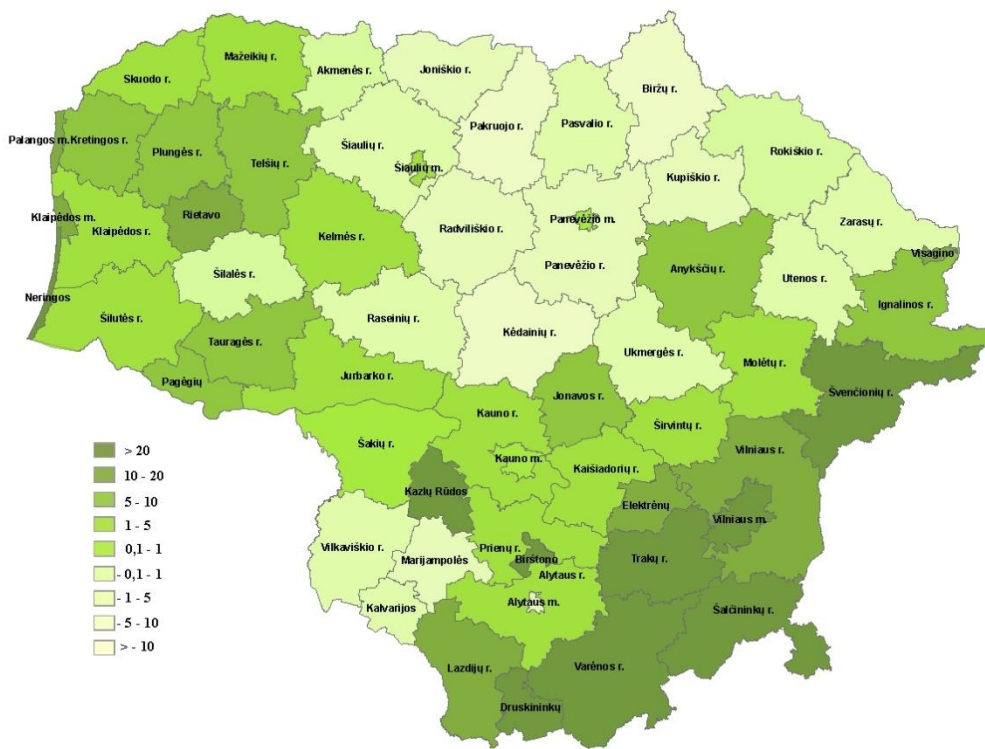 Mažeikių r.
Skuodo r.
Akmenės r.
Joniškio r.
Biržų r.
Palangos m.
Kretingos r.
Plungės r.
Telšių r.
Šiaulių r.
Šiaulių m.
Pakruojo r.
Pasvalio r.
Rokiškio r.
Kupiškio r.
Klaipėdos m.
Klaipėdos r.
Rietavo
Kelmės r.
Radviliškio r.
Panevėžio m.
Panevėžio r.
Anykščių r.
Zarasų r.
Visagino
Utenos r.
Ignalinos r.
Neringos
Šilalės r.
Šilutės r.
Raseinių r.
Kėdainių r.
Ukmergės r.
Tauragės r.
Pagėgių
Jurbarko r.
Jonavos r.
Molėtų r.
Švenčionių r.
Kauno r.
Širvintų r.
Šakių r.
Kauno m.
Kaišiadorių r.
Vilniaus r.
Kazlų Rūdos
Elektrėnų
Vilniaus m.
Vilkaviškio r.
Marijampolės
Prienų r.
Birštono
Trakų r.
Alytaus r.
Alytaus m.
Kalvarijos
Šalčininkų r.
Lazdijų r.
Varėnos r.
Druskininkų
> 20
10 - 20
5 - 10
1 - 5
0,1 - 1
- 0,1 - 1
- 1 - 5
- 5 - 10
> - 10